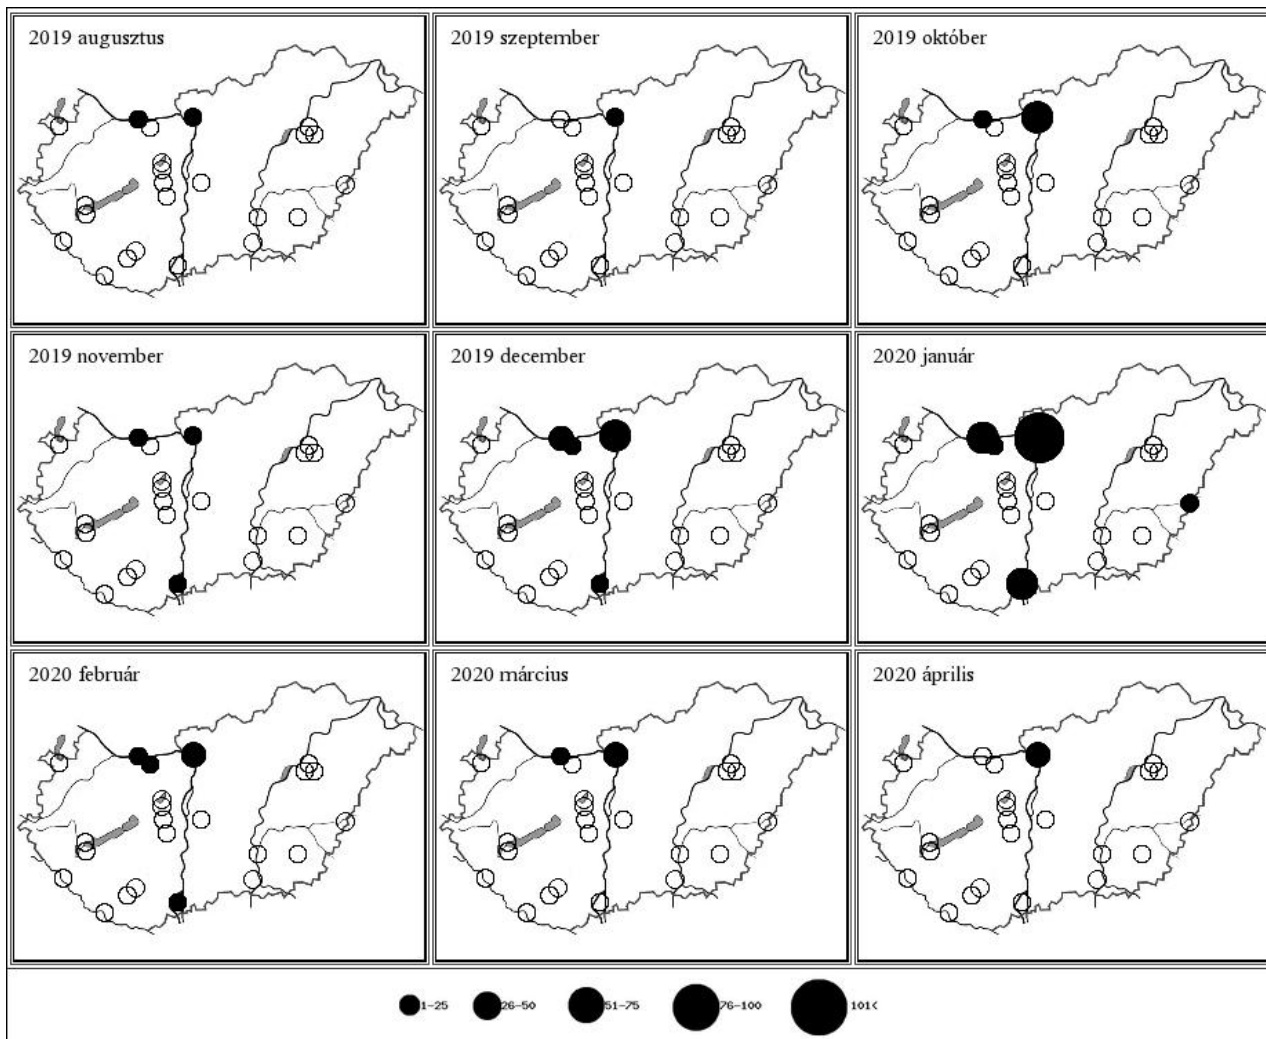 2019 augusztus
2019 szeptember
2019 október
2019 november
2019 december
2020 január
2020 február
2020 március
2020 április
1-25 26-50 51-75 76-100 101<